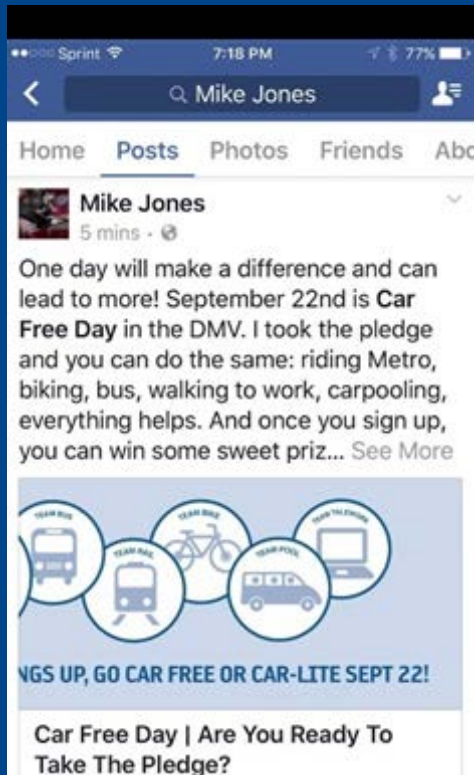 Sprint 7:18 PM 77%
Mike Jones
Home Posts Photos Friends Abc
Mike Jones
5 mins ·
One day will make a difference and can
lead to more! September 22nd is Car
Free Day in the DMV. I took the pledge
and you can do the same: riding Metro,
biking, bus, walking to work, carpooling,
everything helps. And once you sign up,
you can win some sweet priz... See More
TEAM BUS TEAM RAIL TEAM BIKE TEAM POOL TEAM TELEWORK
NGS UP, GO CAR FREE OR CAR-LITE SEPT 22!
Car Free Day | Are You Ready To
Take The Pledge?